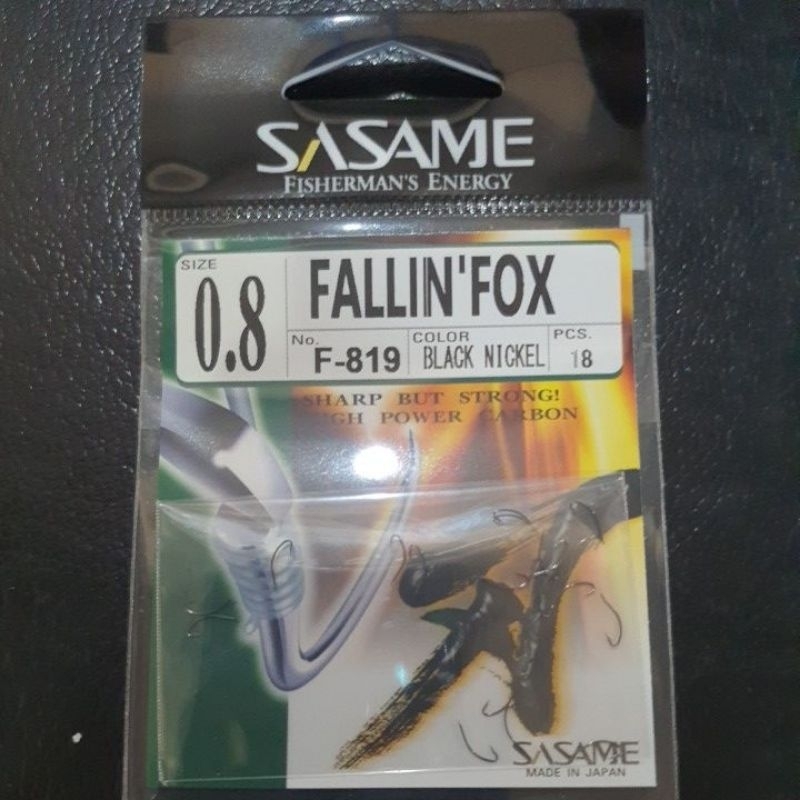 SASAME
FISHERMAN'S ENERGY
SIZE
0.8
FALLIN'FOX
No.
F-819
COLOR
BLACK NICKEL
PCS.
18
SHARP BUT STRONG!
HIGH POWER CARBON
SASAME
MADE IN JAPAN